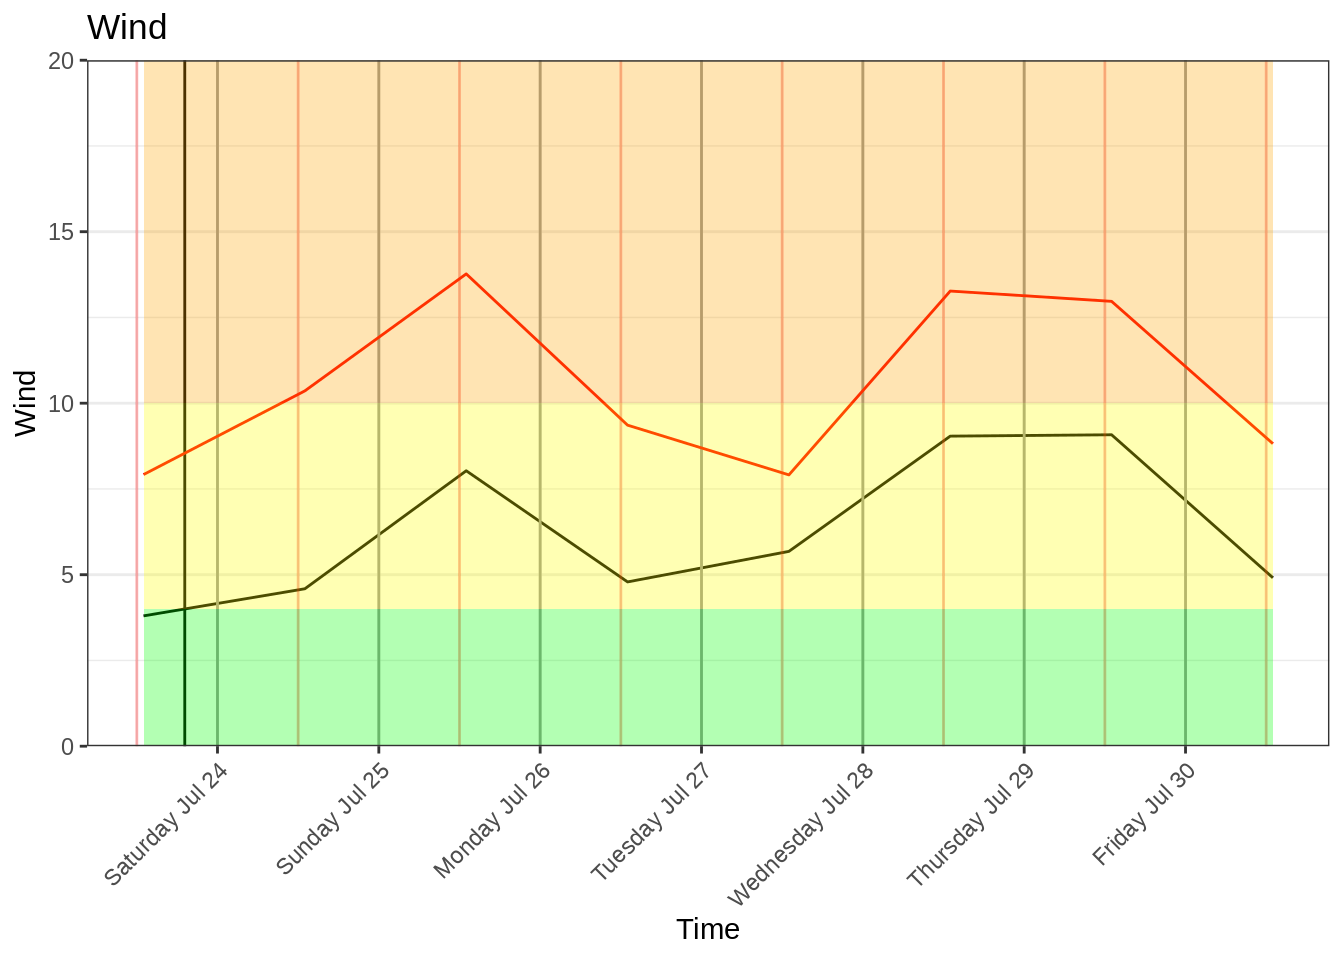 Wind
20
15
10
5
0
Wind
Saturday Jul 24
Sunday Jul 25
Monday Jul 26
Tuesday Jul 27
Wednesday Jul 28
Thursday Jul 29
Friday Jul 30
Time